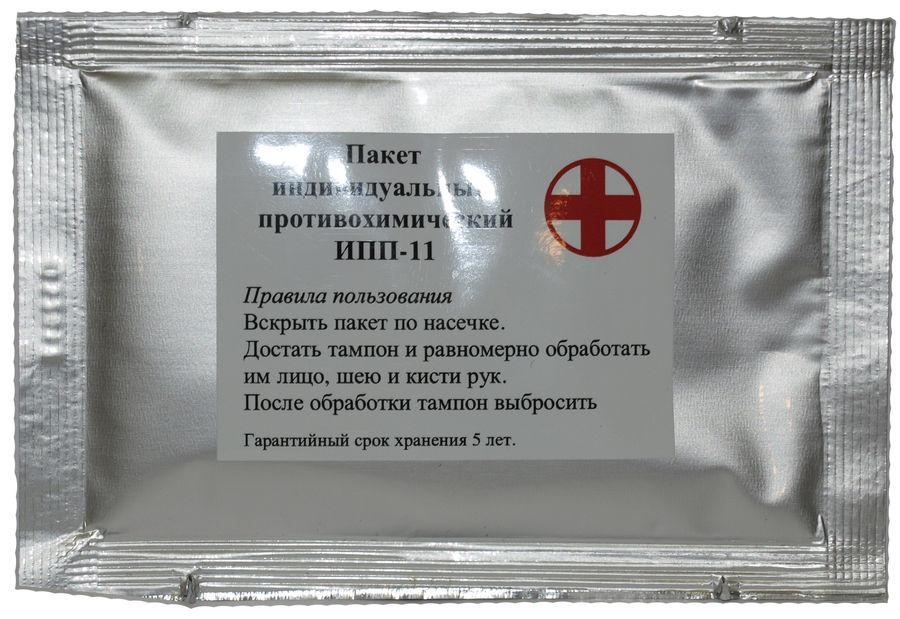 Пакет
индивидуальный
противохимический
ИПП-11
Правила пользования
Вскрыть пакет по насечке.
Достать тампон и равномерно обработать
им лицо, шею и кисти рук.
После обработки тампон выбросить
Гарантийный срок хранения 5 лет.